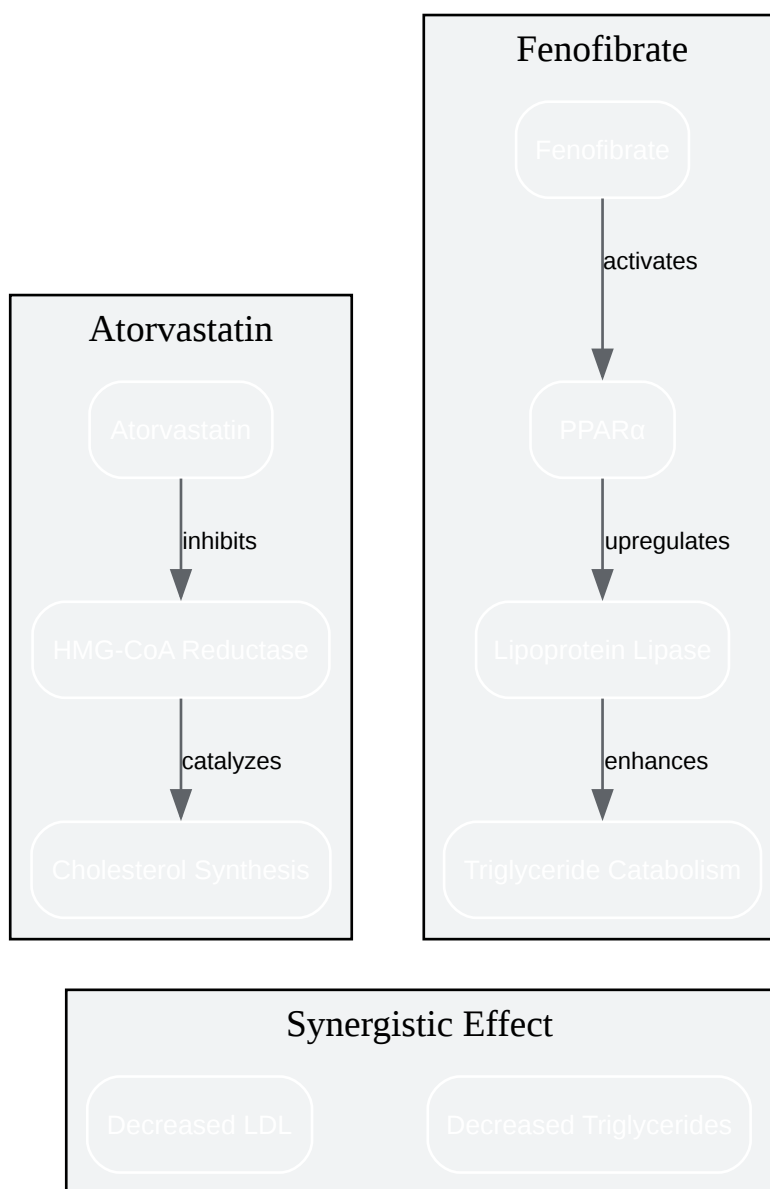 Fenofibrate
Fenofibrate
activates
Atorvastatin
Atorvastatin
PPARα
inhibits
upregulates
HMG-CoA Reductase
Lipoprotein Lipase
catalyzes
enhances
Cholesterol Synthesis
Triglyceride Catabolism
Synergistic Effect
Decreased LDL
Decreased Triglycerides